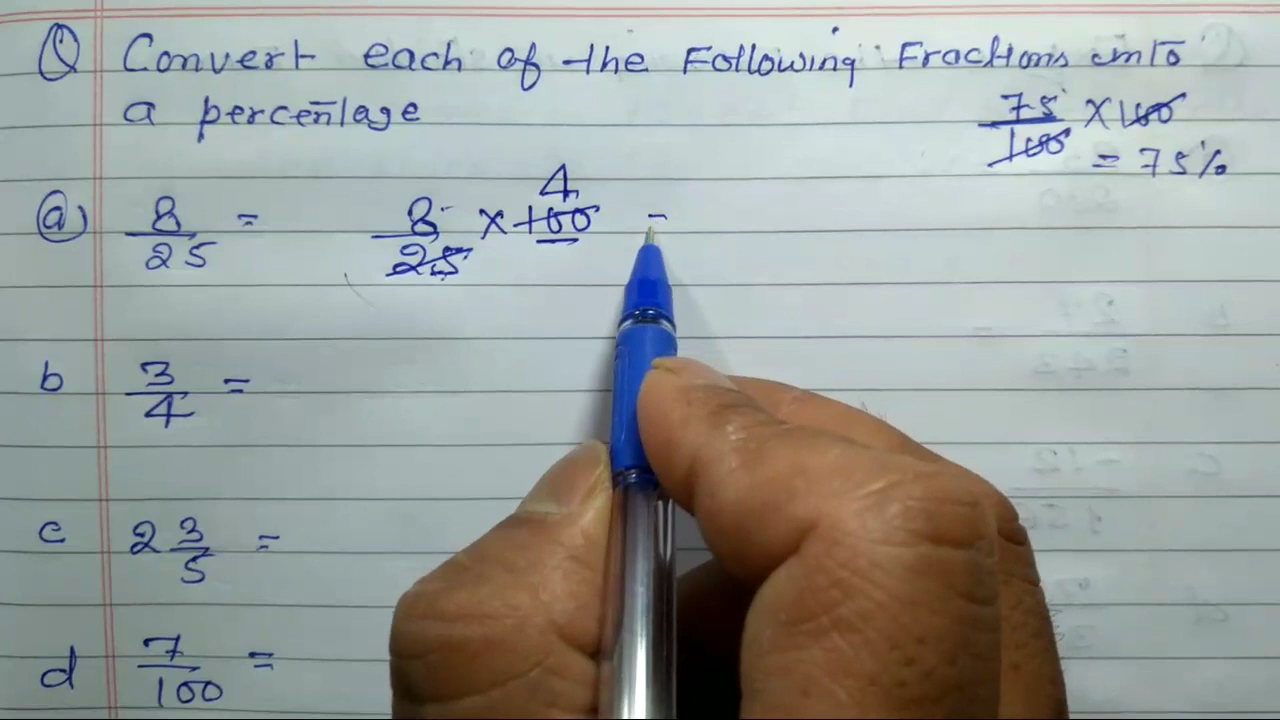 Q Convert each of the Following Fractions into
a percentage
75/100 × 100
= 75%
a) 8/25 = 8/25 × 100 4 =
b 3/4 =
c 2 3/5 =
d 7/100 =